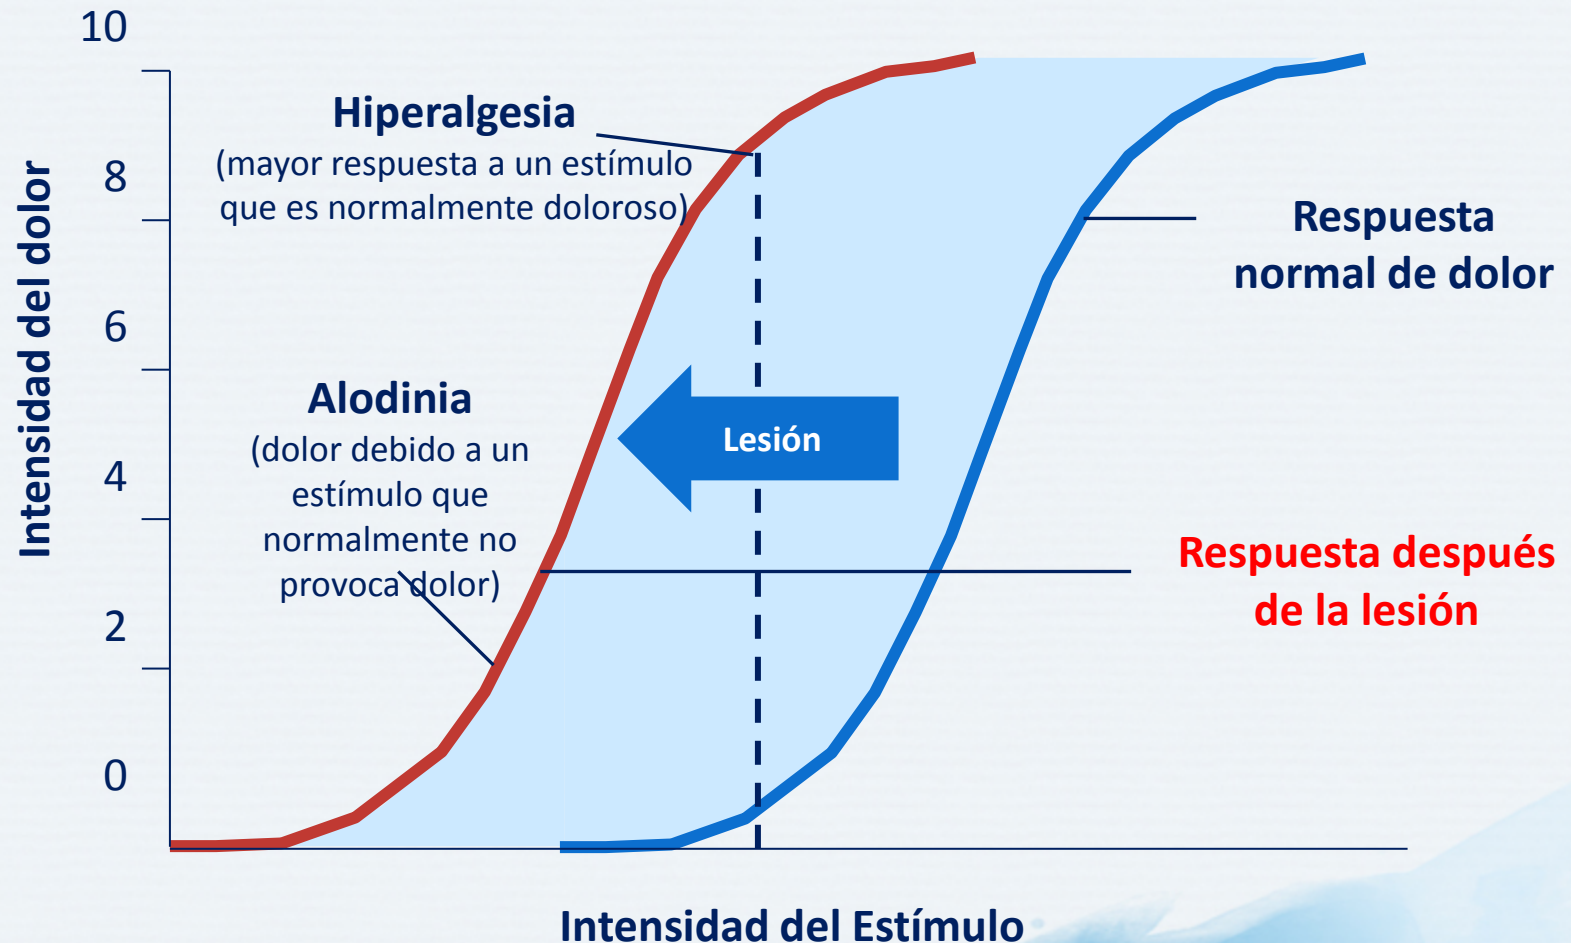 10
8
6
4
2
0
Intensidad del dolor
Hiperalgesia
(mayor respuesta a un estímulo
que es normalmente doloroso)
Alodinia
(dolor debido a un
estímulo que
normalmente no
provoca dolor)
Lesión
Respuesta
normal de dolor
Respuesta después
de la lesión
Intensidad del Estímulo